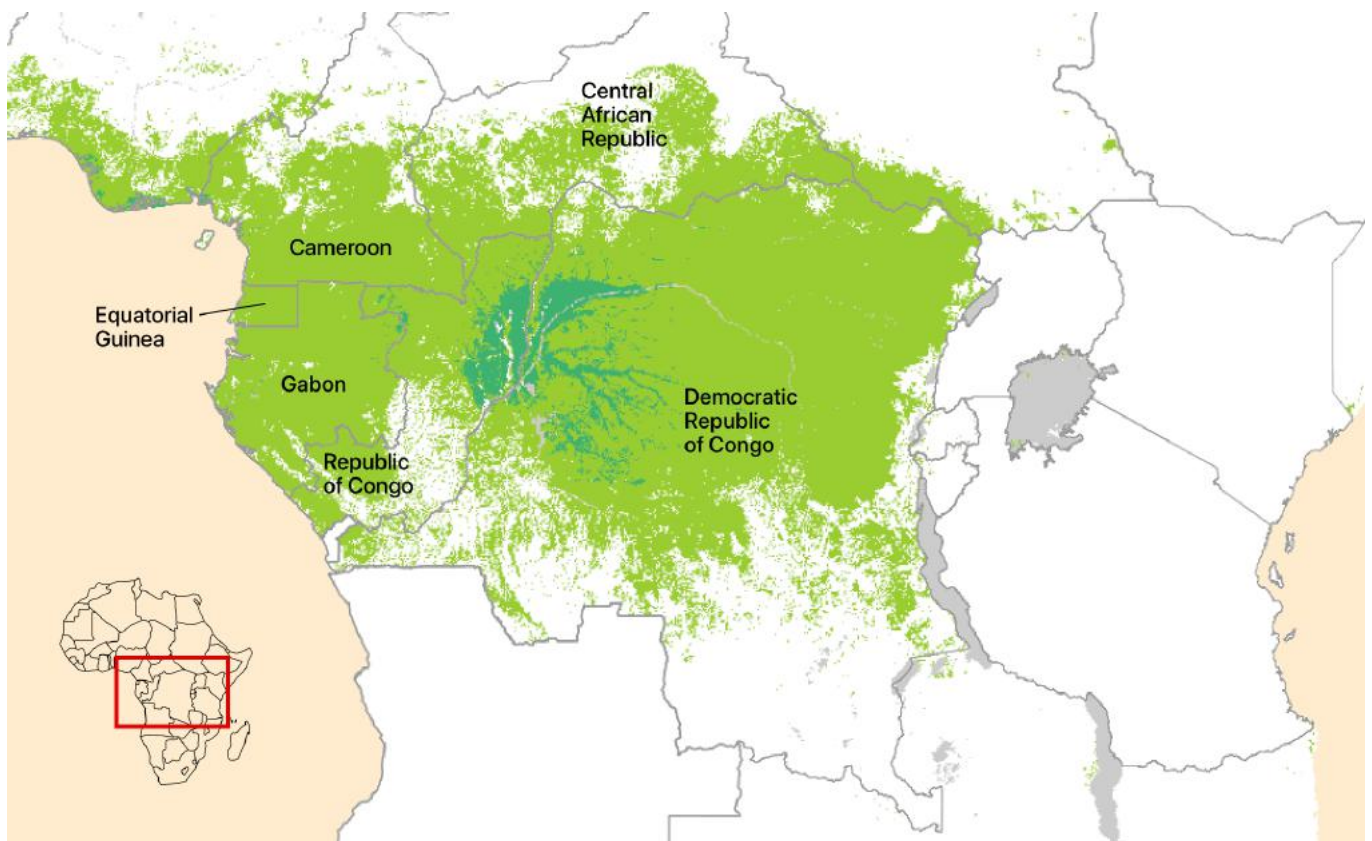 Central
African
Republic
Cameroon
Equatorial
Guinea
Gabon
Democratic
Republic
of Congo
Republic
of Congo